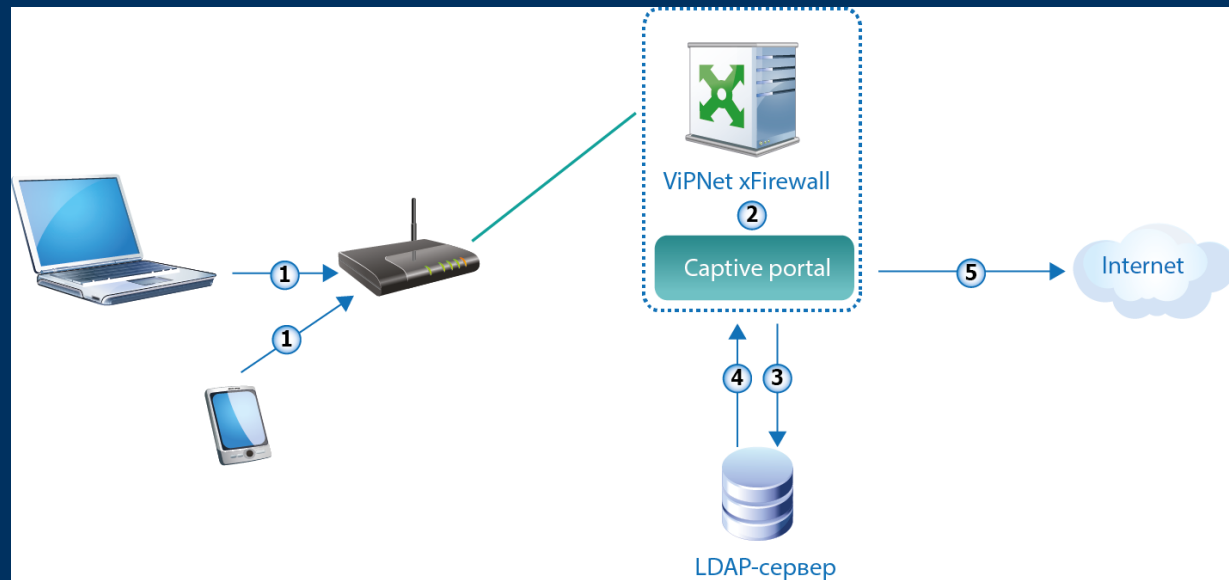 ViPNet xFirewall
2
Captive portal
1
1
5
Internet
4
3
LDAP-сервер